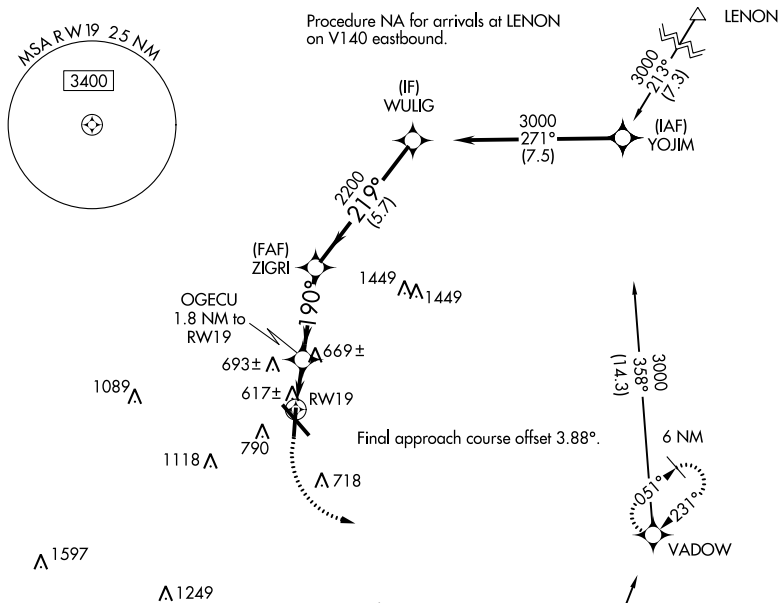 MSA RW19 25 NM
3400
Procedure NA for arrivals at LENON
on V140 eastbound.
LENON
3000
213°
(7.3)
(IF)
WULIG
3000
271°
(7.5)
(IAF)
YOJIM
2200
219°
(5.7)
(FAF)
ZIGRI
190°
1449
1449
OGECU
1.8 NM to
RW19
669±
693±
617±
RW19
1089
790
1118
718
Final approach course offset 3.88°.
3000
358°
(14.3)
6 NM
051°
231°
VADOW
1597
1249